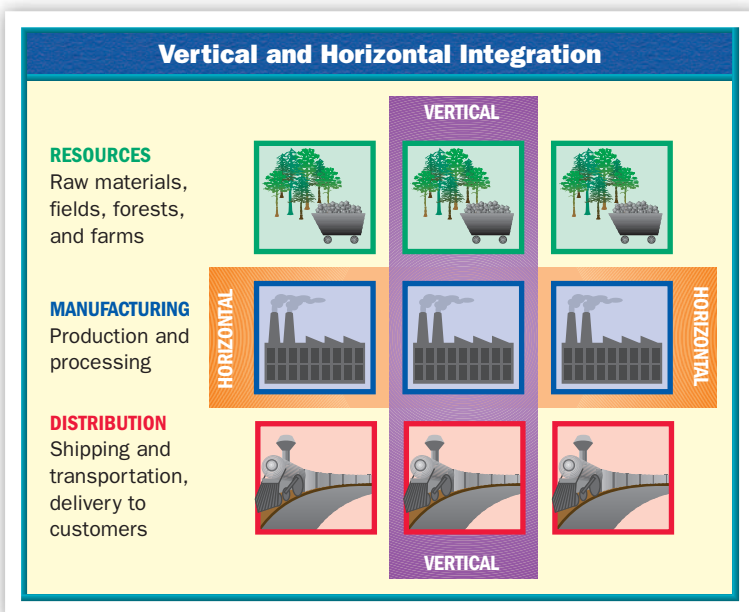 Vertical and Horizontal Integration
VERTICAL
RESOURCES
Raw materials,
fields, forests,
and farms
MANUFACTURING
Production and
processing
HORIZONTAL
HORIZONTAL
DISTRIBUTION
Shipping and
transportation,
delivery to
customers
VERTICAL